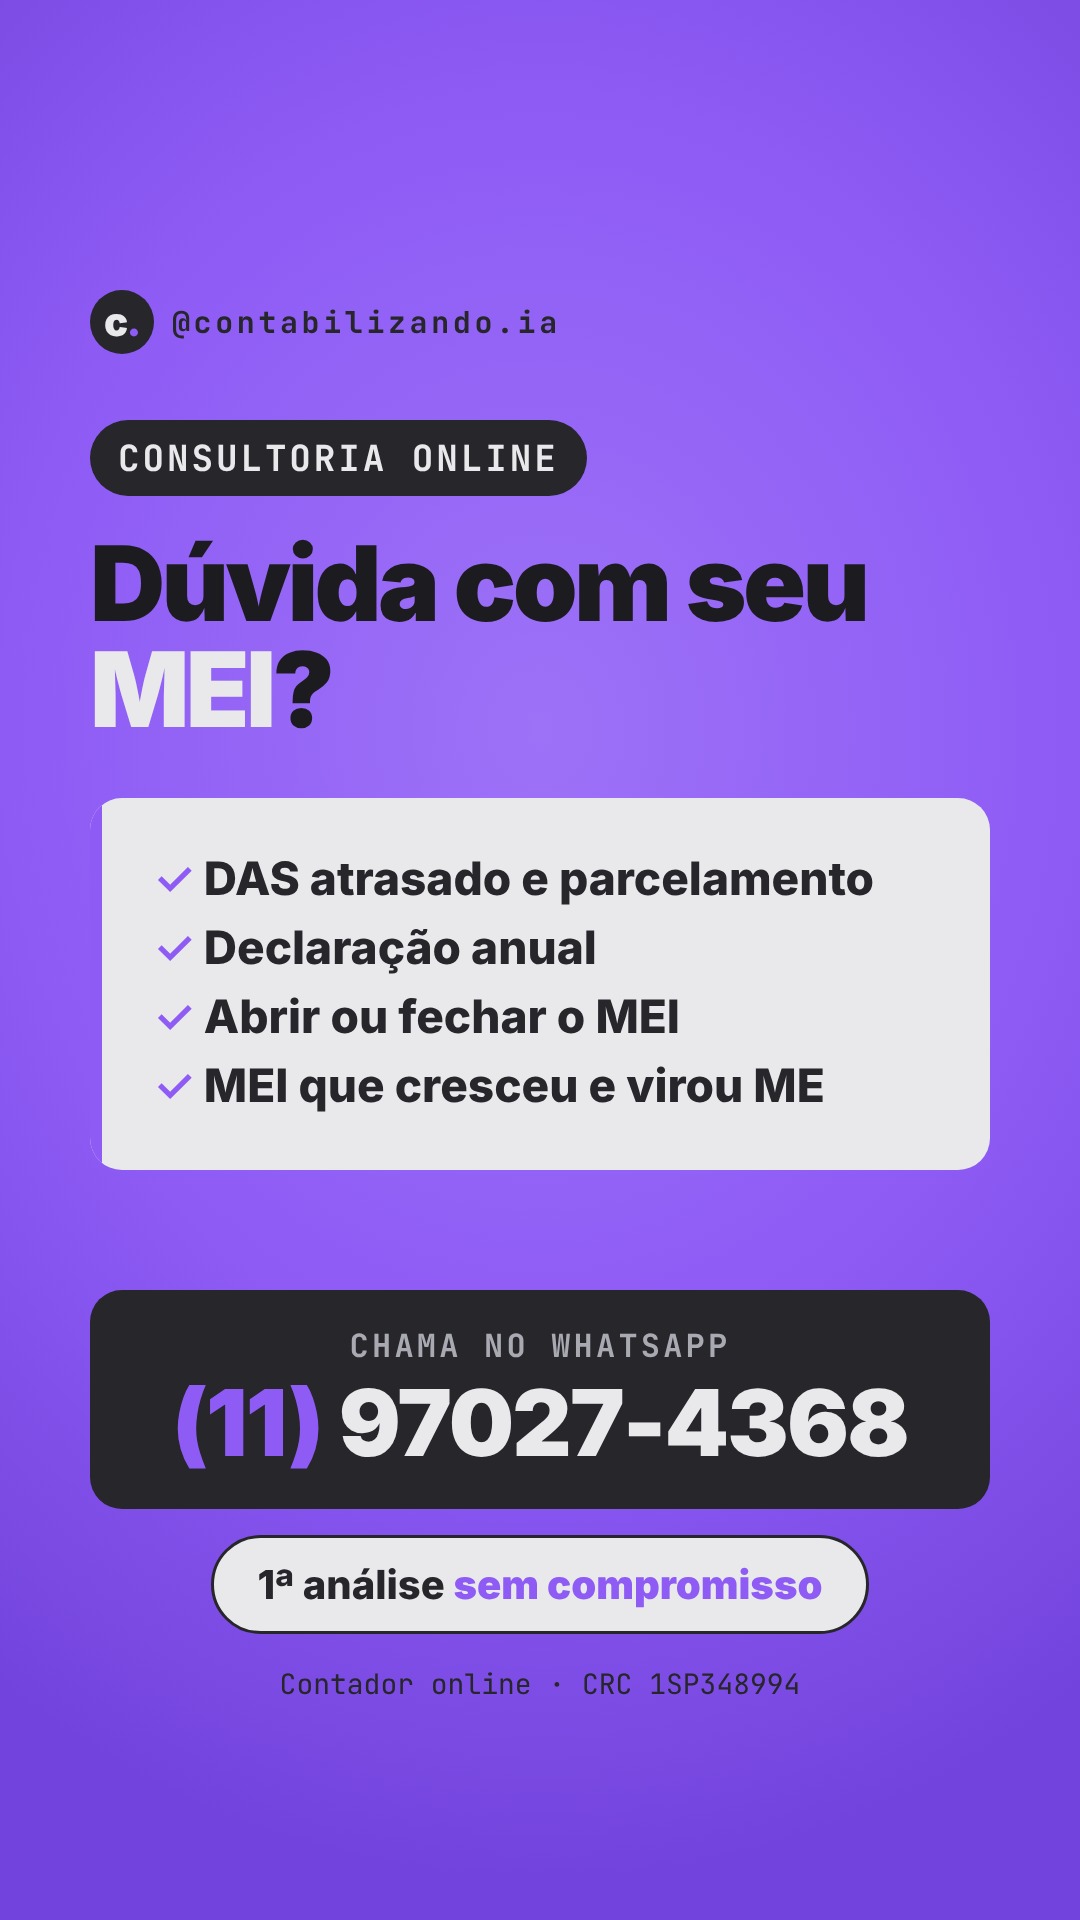 c. @contabilizando.ia
CONSULTORIA ONLINE
Dúvida com seu
MEI?
✓ DAS atrasado e parcelamento
✓ Declaração anual
✓ Abrir ou fechar o MEI
✓ MEI que cresceu e virou ME
CHAMA NO WHATSAPP
(11) 97027-4368
1ª análise sem compromisso
Contador online · CRC 1SP348994